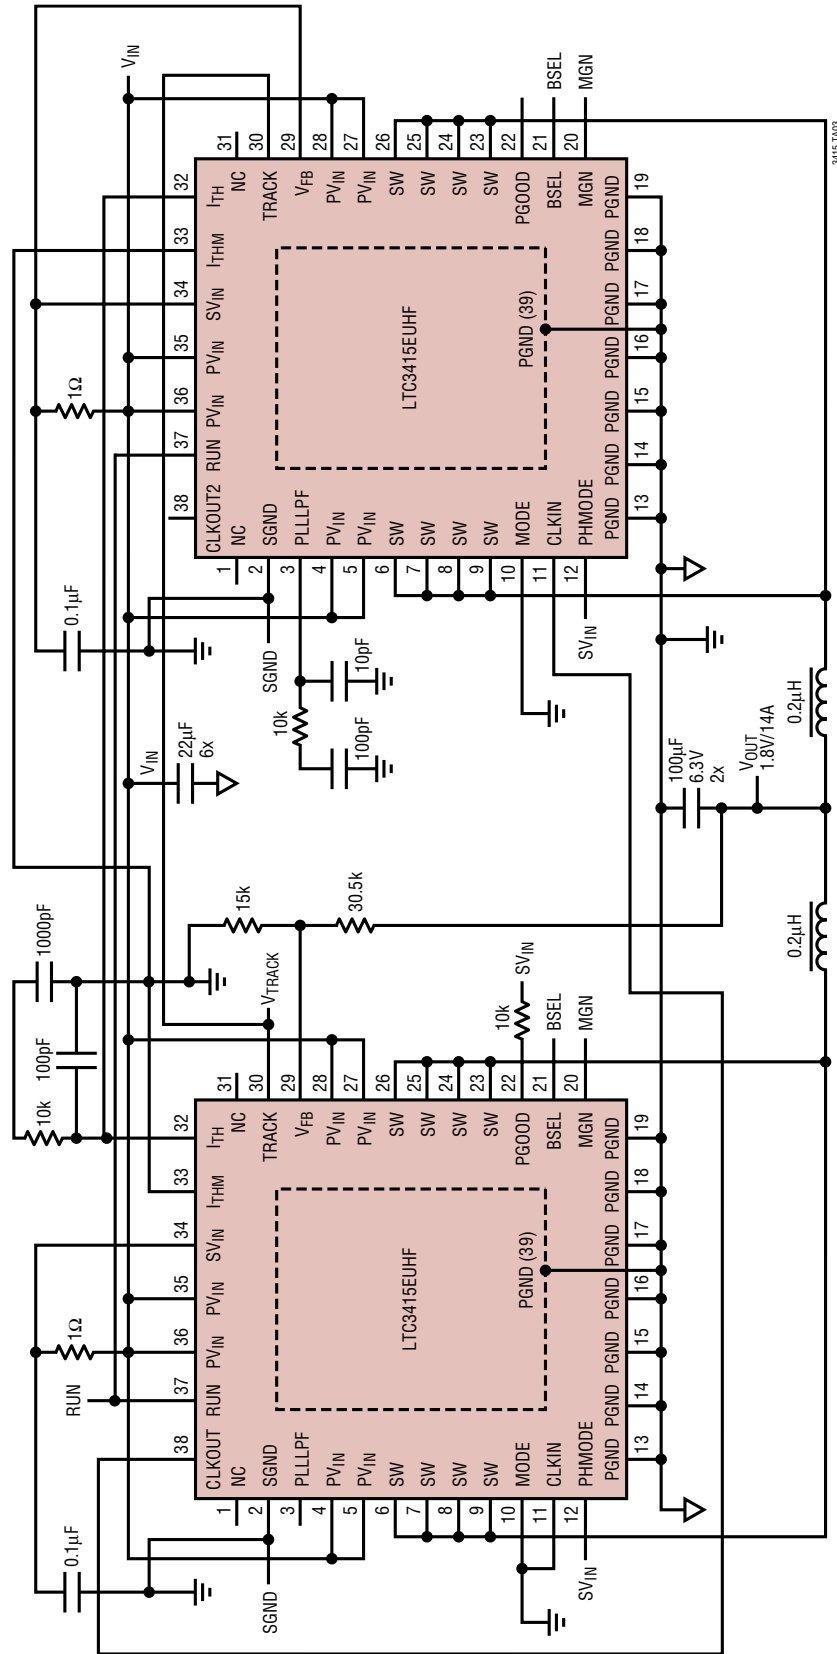 10k
100pF
1000pF
0.1µF
1Ω
RUN
38
37
36
35
34
33
32
CLKOUT
RUN
PVIN
PVIN
SVIN
ITHM
ITH
1
2
3
4
5
6
7
8
9
10
11
12
NC
SGND
PLLLPF
PVIN
PVIN
SW
SW
SW
SW
MODE
CLKIN
PHMODE
LTC3415EUHF
PGND (39)
NC
TRACK
VFB
PVIN
PVIN
SW
SW
SW
SW
PGOOD
BSEL
MGN
31
30
29
28
27
26
25
24
23
22
21
20
PGND
PGND
PGND
PGND
PGND
PGND
PGND
13
14
15
16
17
18
19
SGND
SVIN
VTRACK
15k
30.5k
10k
SVIN
BSEL
MGN
VIN
22µF
6x
0.1µF
1Ω
VIN
38
37
36
35
34
33
32
CLKOUT2
RUN
PVIN
PVIN
SVIN
ITHM
ITH
1
2
3
4
5
6
7
8
9
10
11
12
NC
SGND
PLLLPF
PVIN
PVIN
SW
SW
SW
SW
MODE
CLKIN
PHMODE
LTC3415EUHF
PGND (39)
NC
TRACK
VFB
PVIN
PVIN
SW
SW
SW
SW
PGOOD
BSEL
MGN
31
30
29
28
27
26
25
24
23
22
21
20
PGND
PGND
PGND
PGND
PGND
PGND
PGND
13
14
15
16
17
18
19
SGND
10k
100pF
10pF
SVIN
BSEL
MGN
100µF
6.3V
2x
VOUT
1.8V/14A
0.2µH
0.2µH
3415 TA03